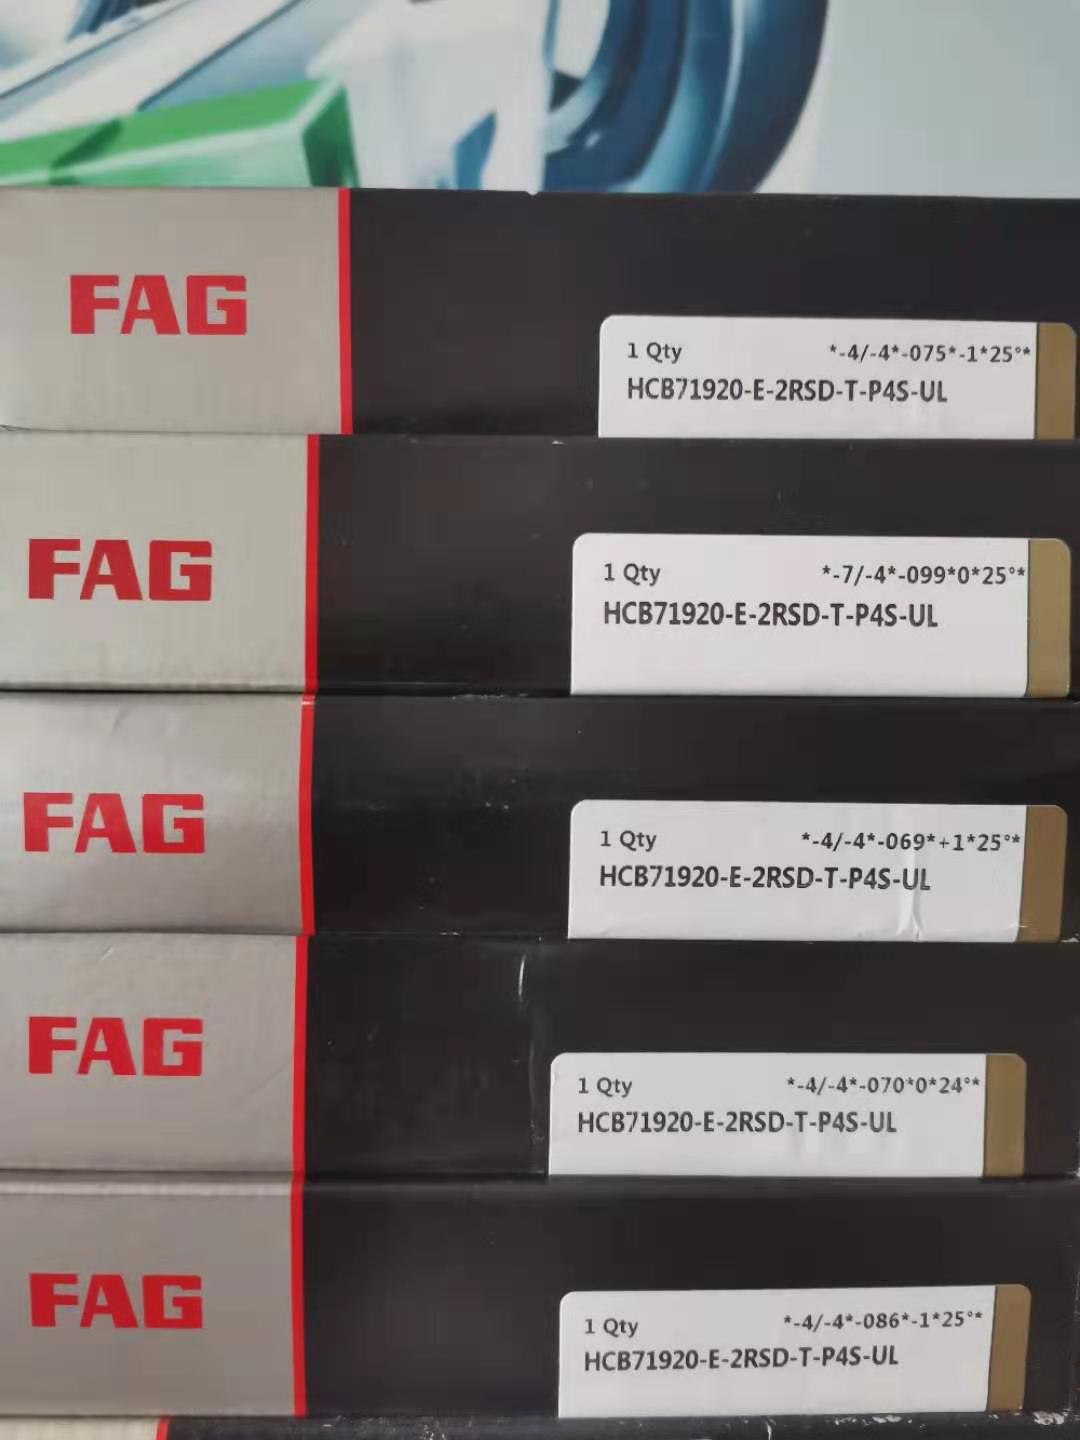 FAG
1 Qty *-4/-4*-075*-1*25°*
HCB71920-E-2RSD-T-P4S-UL
FAG
1 Qty *-7/-4*-099*0*25°*
HCB71920-E-2RSD-T-P4S-UL
FAG
1 Qty *-4/-4*-069*+1*25°*
HCB71920-E-2RSD-T-P4S-UL
FAG
1 Qty *-4/-4*-070*0*24°*
HCB71920-E-2RSD-T-P4S-UL
FAG
1 Qty *-4/-4*-086*-1*25°*
HCB71920-E-2RSD-T-P4S-UL